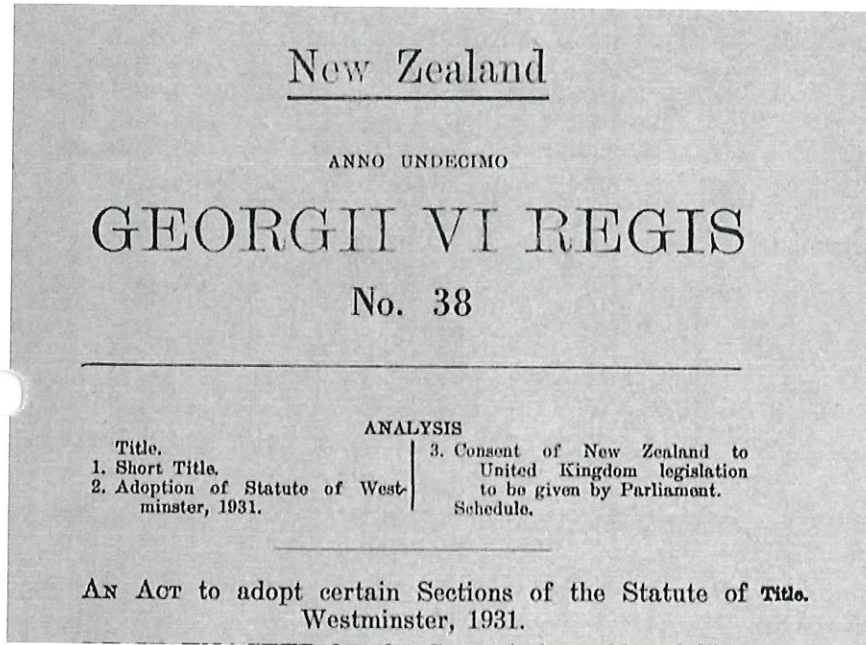 New Zealand
ANNO UNDECIMO
GEORGII VI REGIS
No. 38
ANALYSIS
Title.
1. Short Title.
2. Adoption of Statute of West-
minster, 1931.
3. Consent of New Zealand to
United Kingdom legislation
to be given by Parliament.
Schedule.
AN ACT to adopt certain Sections of the Statute of Title.
Westminster, 1931.